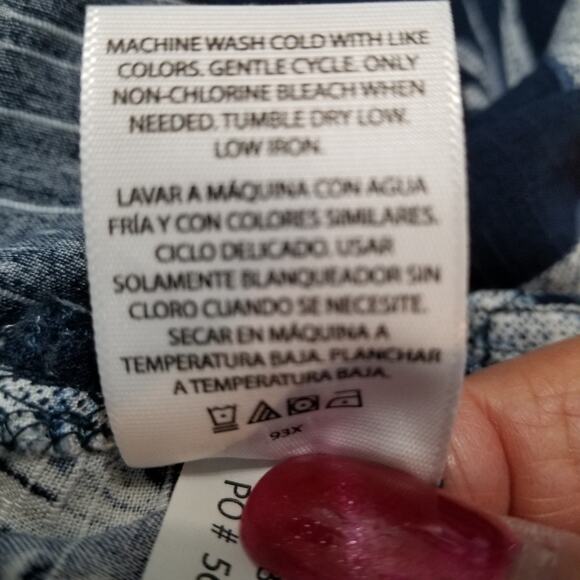 MACHINE WASH COLD WITH LIKE
COLORS. GENTLE CYCLE. ONLY
NON-CHLORINE BLEACH WHEN
NEEDED. TUMBLE DRY LOW.
LOW IRON.
LAVAR A MÁQUINA CON AGUA
FRÍA Y CON COLORES SIMILARES.
CICLO DELICADO. USAR
SOLAMENTE BLANQUEADOR SIN
CLORO CUANDO SE NECESITE.
SECAR EN MÁQUINA A
TEMPERATURA BAJA. PLANCHAR
A TEMPERATURA BAJA.
93X
PO # 56